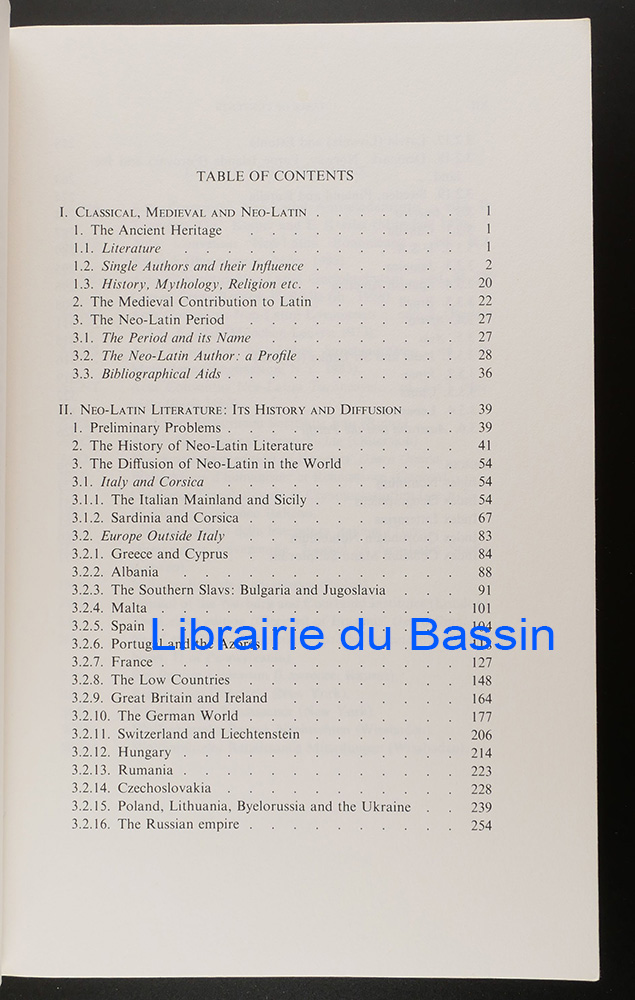 TABLE OF CONTENTS
I. CLASSICAL, MEDIEVAL AND NEO-LATIN . . . . . . . 1
1. The Ancient Heritage . . . . . . . . . . 1
1.1. Literature . . . . . . . . . . . . 1
1.2. Single Authors and their Influence . . . . . . . 2
1.3. History, Mythology, Religion etc. . . . . . . . 20
2. The Medieval Contribution to Latin . . . . . . 22
3. The Neo-Latin Period . . . . . . . . . . 27
3.1. The Period and its Name . . . . . . . . . 27
3.2. The Neo-Latin Author: a Profile . . . . . . . 28
3.3. Bibliographical Aids . . . . . . . . . . . 36
II. NEO-LATIN LITERATURE: ITS HISTORY AND DIFFUSION . . 39
1. Preliminary Problems . . . . . . . . . . . 39
2. The History of Neo-Latin Literature . . . . . . 41
3. The Diffusion of Neo-Latin in the World . . . . . 54
3.1. Italy and Corsica . . . . . . . . . . . 54
3.1.1. The Italian Mainland and Sicily . . . . . . . 54
3.1.2. Sardinia and Corsica . . . . . . . . . . 67
3.2. Europe Outside Italy . . . . . . . . . . 83
3.2.1. Greece and Cyprus . . . . . . . . . . 84
3.2.2. Albania . . . . . . . . . . . . . 88
3.2.3. The Southern Slavs: Bulgaria and Jugoslavia . . . 91
3.2.4. Malta . . . . . . . . . . . . . . 101
3.2.5. Spain 104
Librairie du Bassin
3.2.6. Portugal and the Azores
3.2.7. France . . . . . . . . . . . . . . 127
3.2.8. The Low Countries . . . . . . . . . . 148
3.2.9. Great Britain and Ireland . . . . . . . . 164
3.2.10. The German World . . . . . . . . . . 177
3.2.11. Switzerland and Liechtenstein . . . . . . . 206
3.2.12. Hungary . . . . . . . . . . . . . 214
3.2.13. Rumania . . . . . . . . . . . . . 223
3.2.14. Czechoslovakia . . . . . . . . . . . 228
3.2.15. Poland, Lithuania, Byelorussia and the Ukraine . . 239
3.2.16. The Russian empire . . . . . . . . . . 254